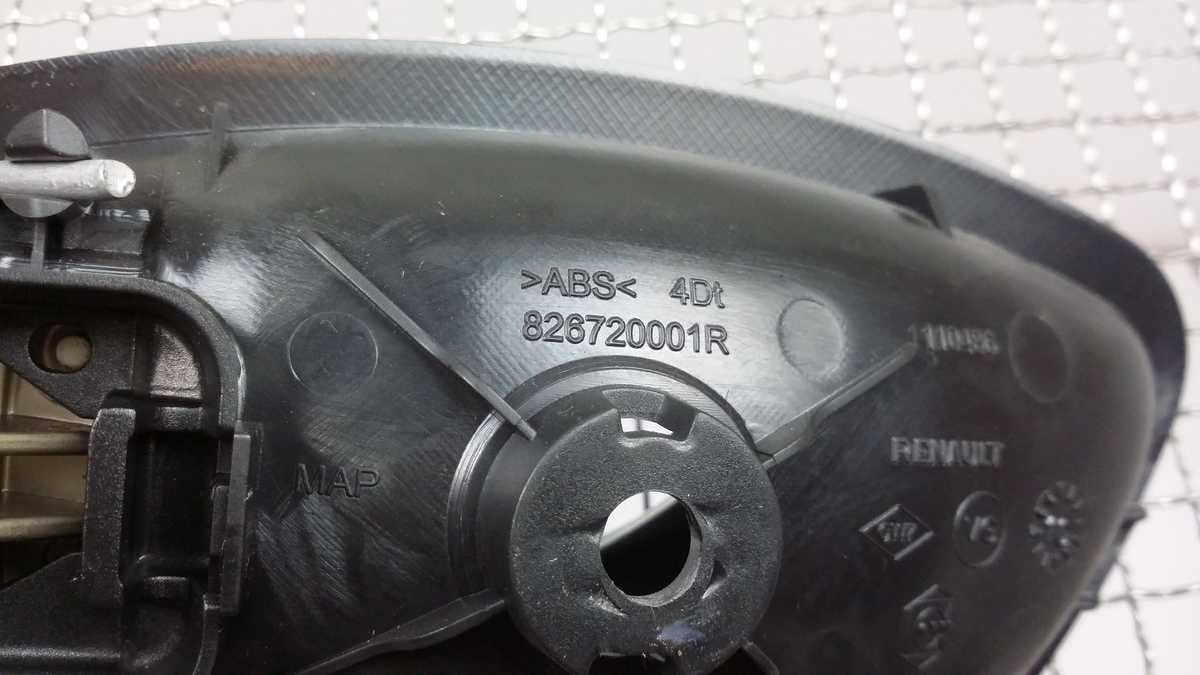 >ABS< 4Dt
826720001R
RENAULT
MAP